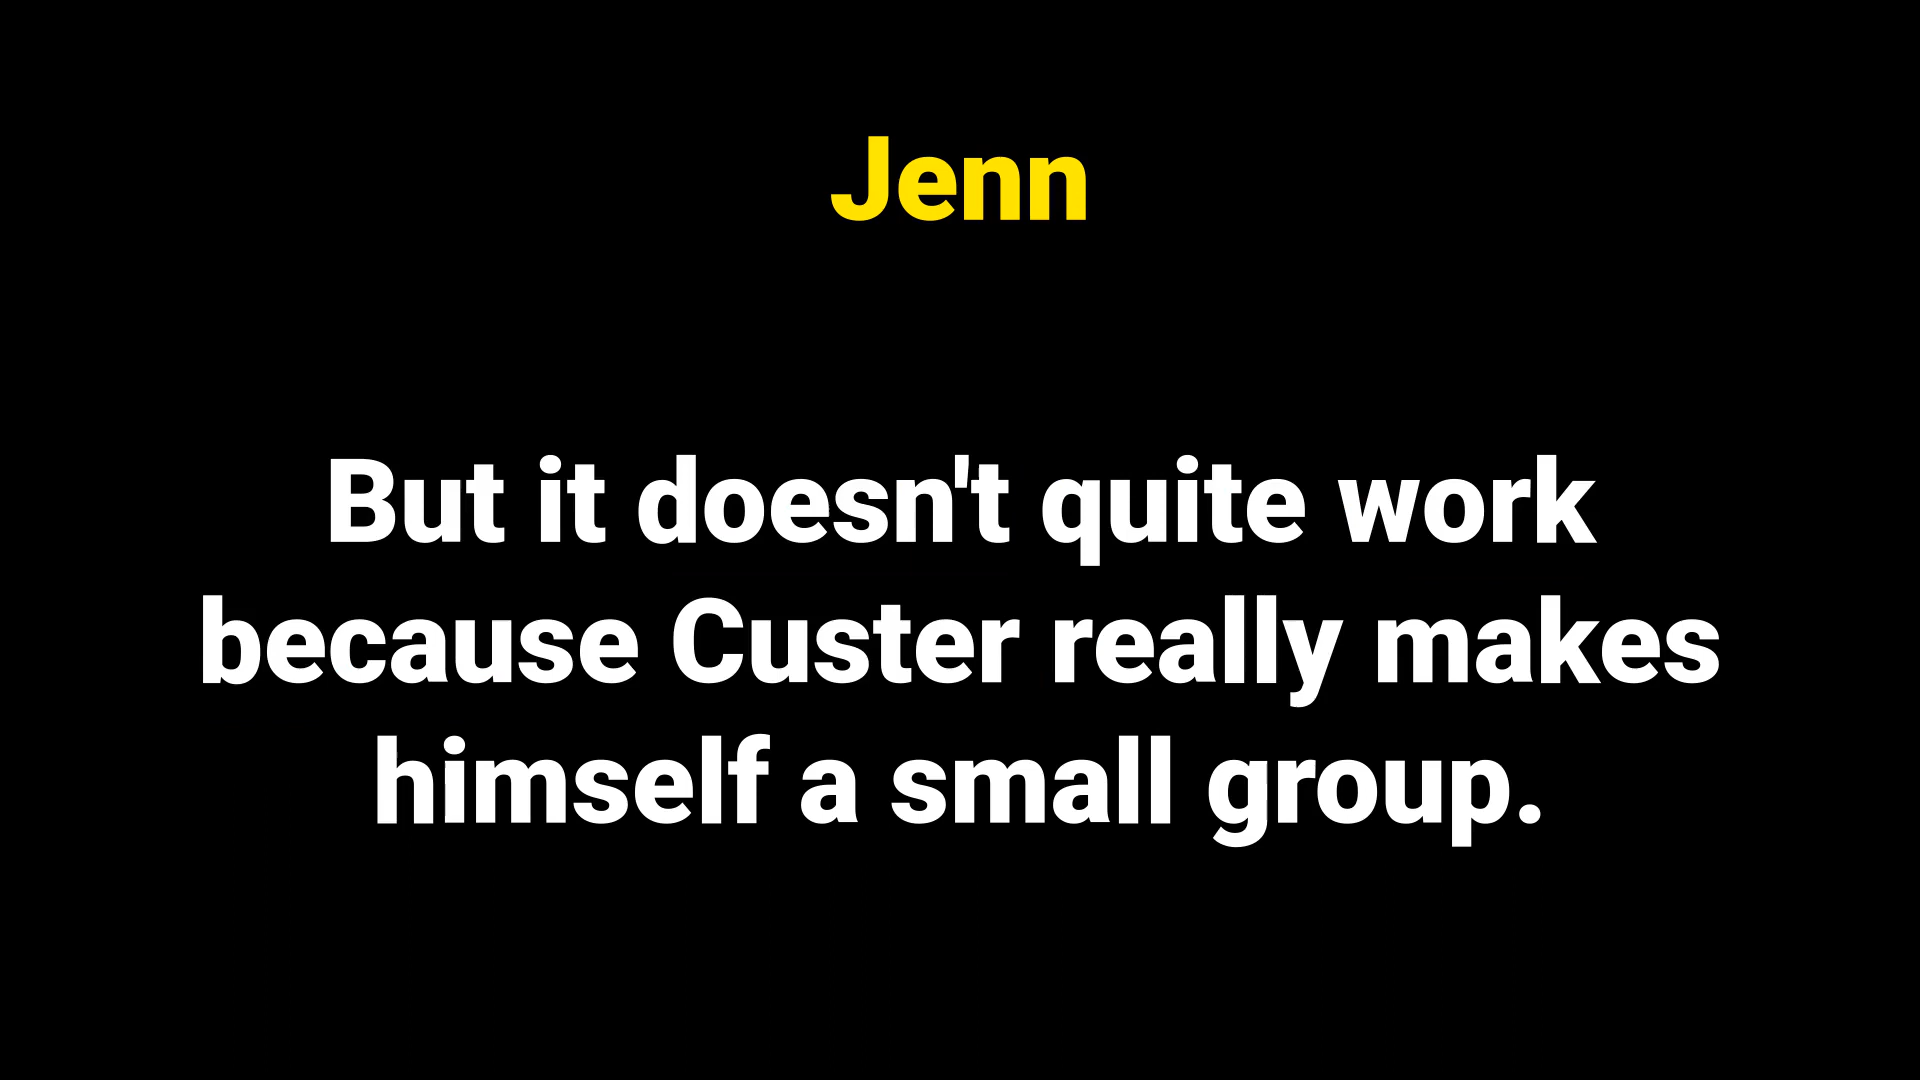 Jenn
But it doesn't quite work
because Custer really makes
himself a small group.